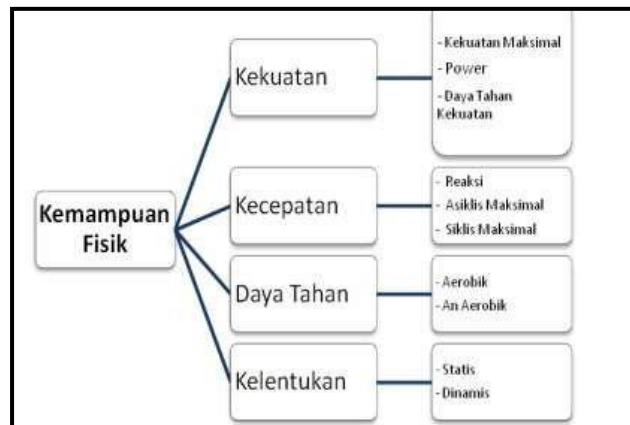 Kemampuan
Fisik
Kekuatan
- Kekuatan Maksimal
- Power
- Daya Tahan
Kekuatan
Kecepatan
- Reaksi
- Asiklis Maksimal
- Siklis Maksimal
Daya Tahan
- Aerobik
- An Aerobik
Kelentukan
- Statis
- Dinamis